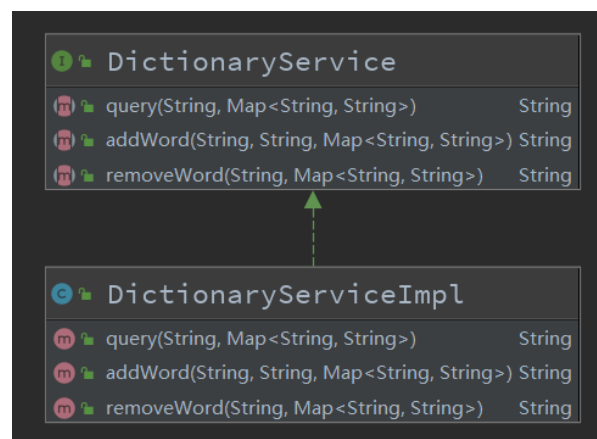 DictionaryService
query(String, Map<String, String>) String
addWord(String, String, Map<String, String>) String
removeWord(String, Map<String, String>) String
DictionaryServiceImpl
query(String, Map<String, String>) String
addWord(String, String, Map<String, String>) String
removeWord(String, Map<String, String>) String